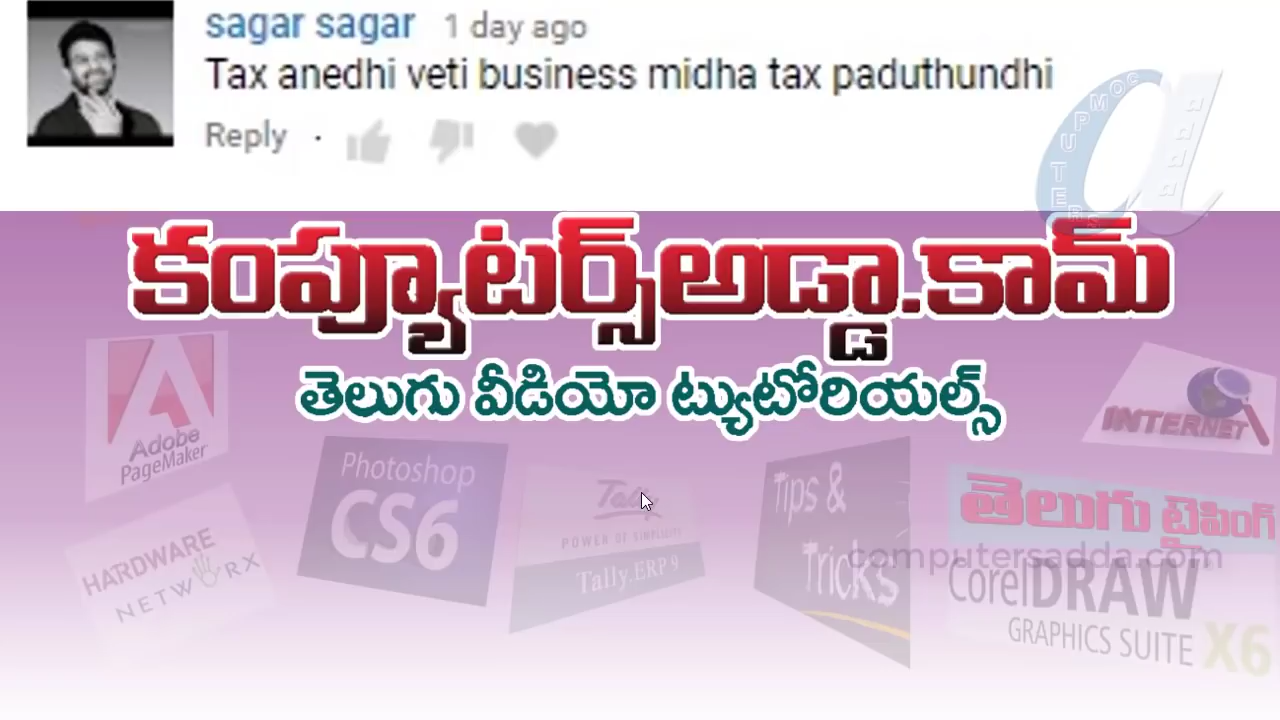 sagar sagar 1 day ago
Tax anedhi veti business midha tax paduthundhi
Reply ·
COMPUTERS
adda
కంప్యూటర్స్అడ్డా.కామ్
తెలుగు వీడియో ట్యుటోరియల్స్
Adobe
PageMaker
INTERNET
Photoshop
CS6
Tally
POWER OF SIMPLICITY
Tally.ERP 9
Tips &
Tricks
తెలుగు టైపింగ్
HARDWARE
NETWORX
computersadda.com
CorelDRAW
GRAPHICS SUITE X6